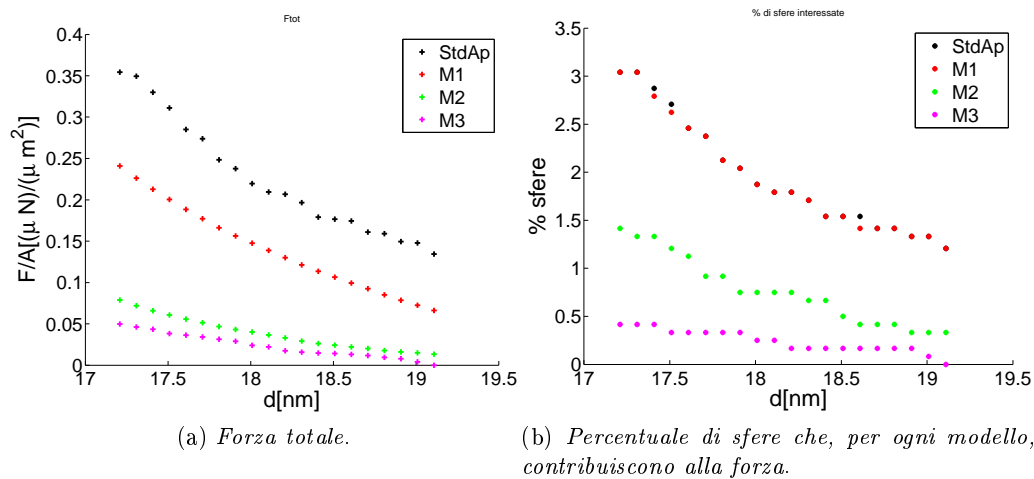 Ftot
0.4
0.35
0.3
0.25
0.2
0.15
0.1
0.05
0
F/A[(μ N)/(μ m²)]
StdAp
M1
M2
M3
17 17.5 18 18.5 19 19.5
d[nm]
(a) Forza totale.
% di sfere interessate
3.5
3
2.5
2
1.5
1
0.5
0
% sfere
StdAp
M1
M2
M3
17 17.5 18 18.5 19 19.5
d[nm]
(b) Percentuale di sfere che, per ogni modello,
contribuiscono alla forza.